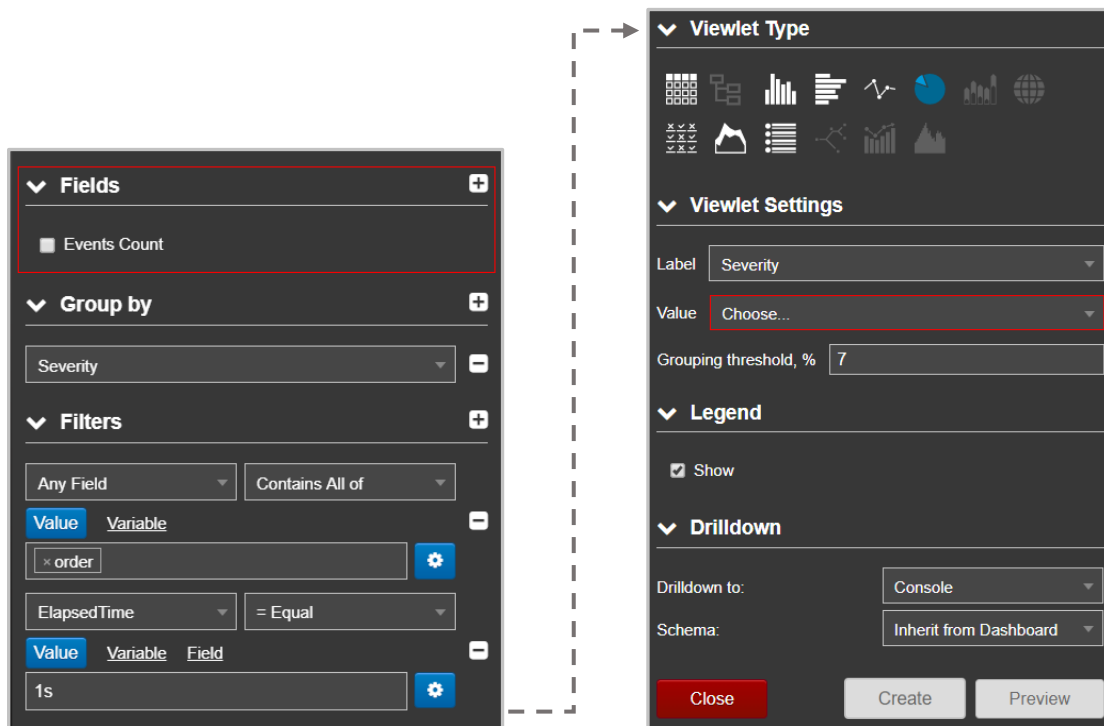 Fields
Events Count
Group by
Severity
Filters
Any Field Contains All of
Value Variable
×order
ElapsedTime = Equal
Value Variable Field
1s
Viewlet Type
Viewlet Settings
Label Severity
Value Choose...
Grouping threshold, % 7
Legend
Show
Drilldown
Drilldown to: Console
Schema: Inherit from Dashboard
Close Create Preview